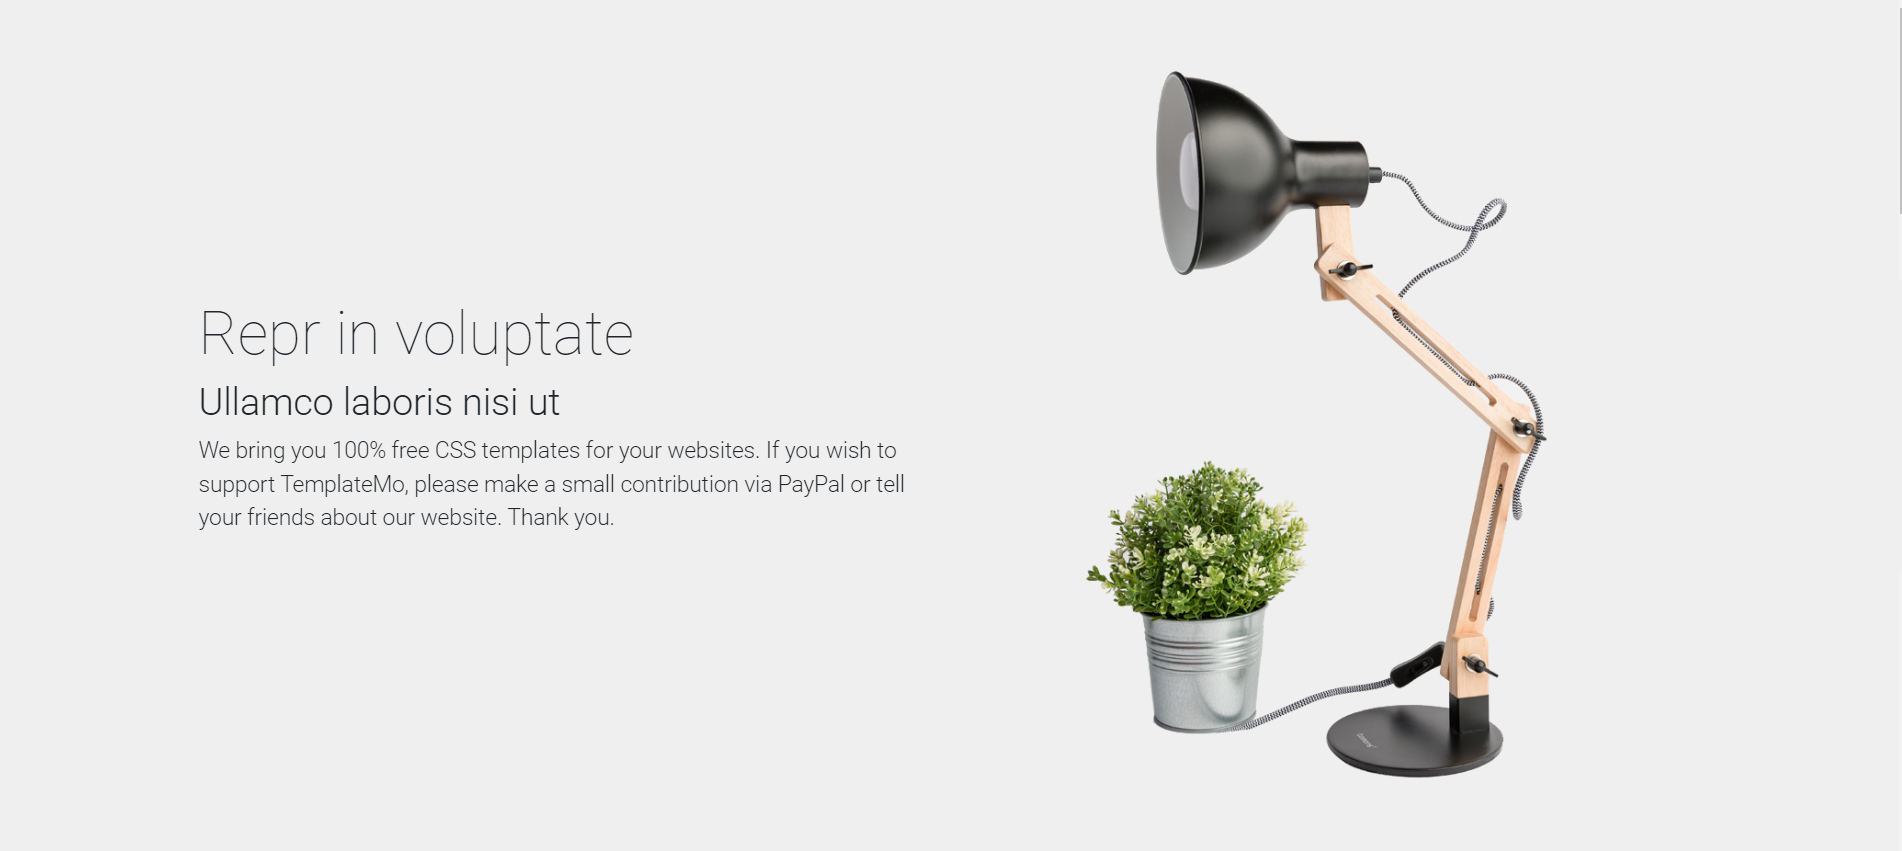 Repr in voluptate
Ullamco laboris nisi ut
We bring you 100% free CSS templates for your websites. If you wish to
support TemplateMo, please make a small contribution via PayPal or tell
your friends about our website. Thank you.